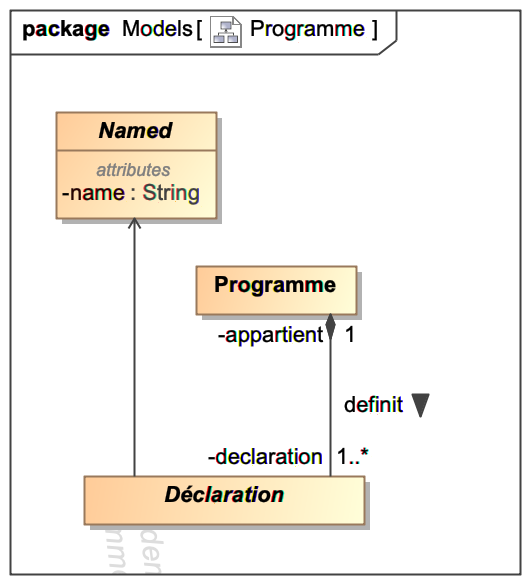 package Models [ Programme ]
Named
attributes
-name : String
Programme
-appartient 1
definit
-declaration 1..*
Déclaration